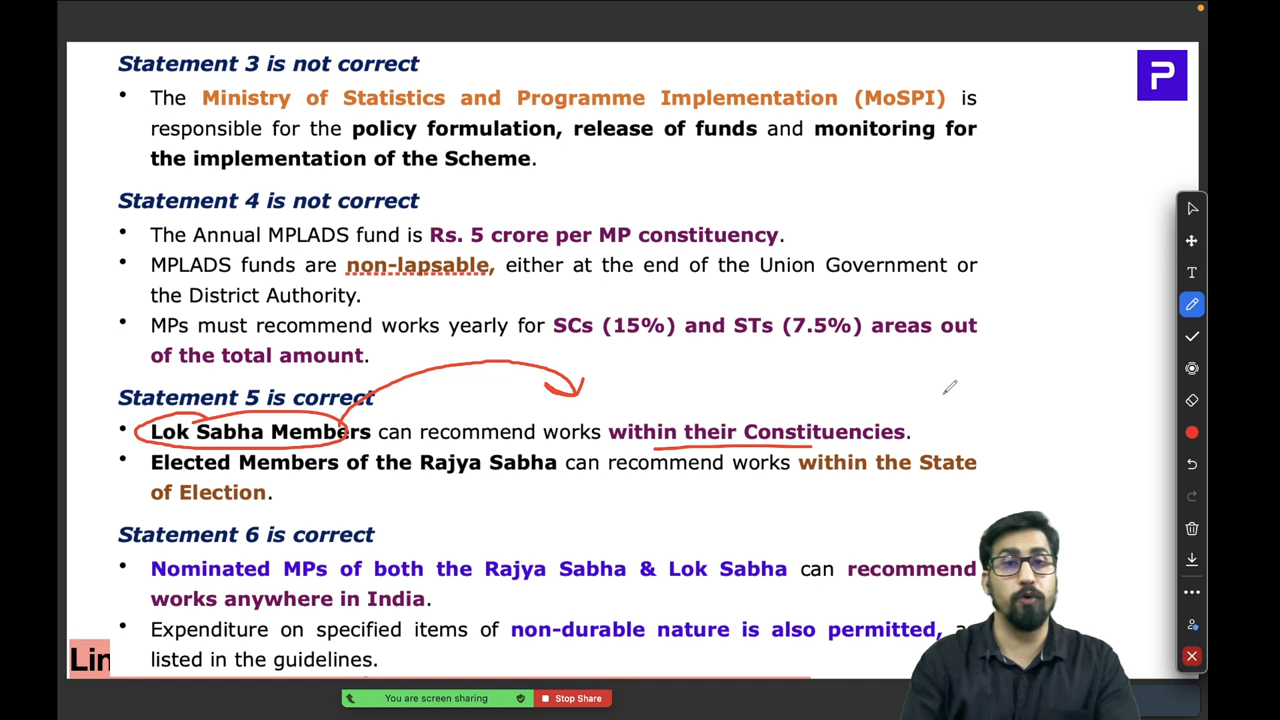 Statement 3 is not correct
P
• The Ministry of Statistics and Programme Implementation (MoSPI) is
responsible for the policy formulation, release of funds and monitoring for
the implementation of the Scheme.
Statement 4 is not correct
• The Annual MPLADS fund is Rs. 5 crore per MP constituency.
• MPLADS funds are non-lapsable, either at the end of the Union Government or
the District Authority.
• MPs must recommend works yearly for SCs (15%) and STs (7.5%) areas out
of the total amount.
Statement 5 is correct
• Lok Sabha Members can recommend works within their Constituencies.
• Elected Members of the Rajya Sabha can recommend works within the State
of Election.
Statement 6 is correct
• Nominated MPs of both the Rajya Sabha & Lok Sabha can recommend
works anywhere in India.
• Expenditure on specified items of non-durable nature is also permitted,
listed in the guidelines.
You are screen sharing
Stop Share